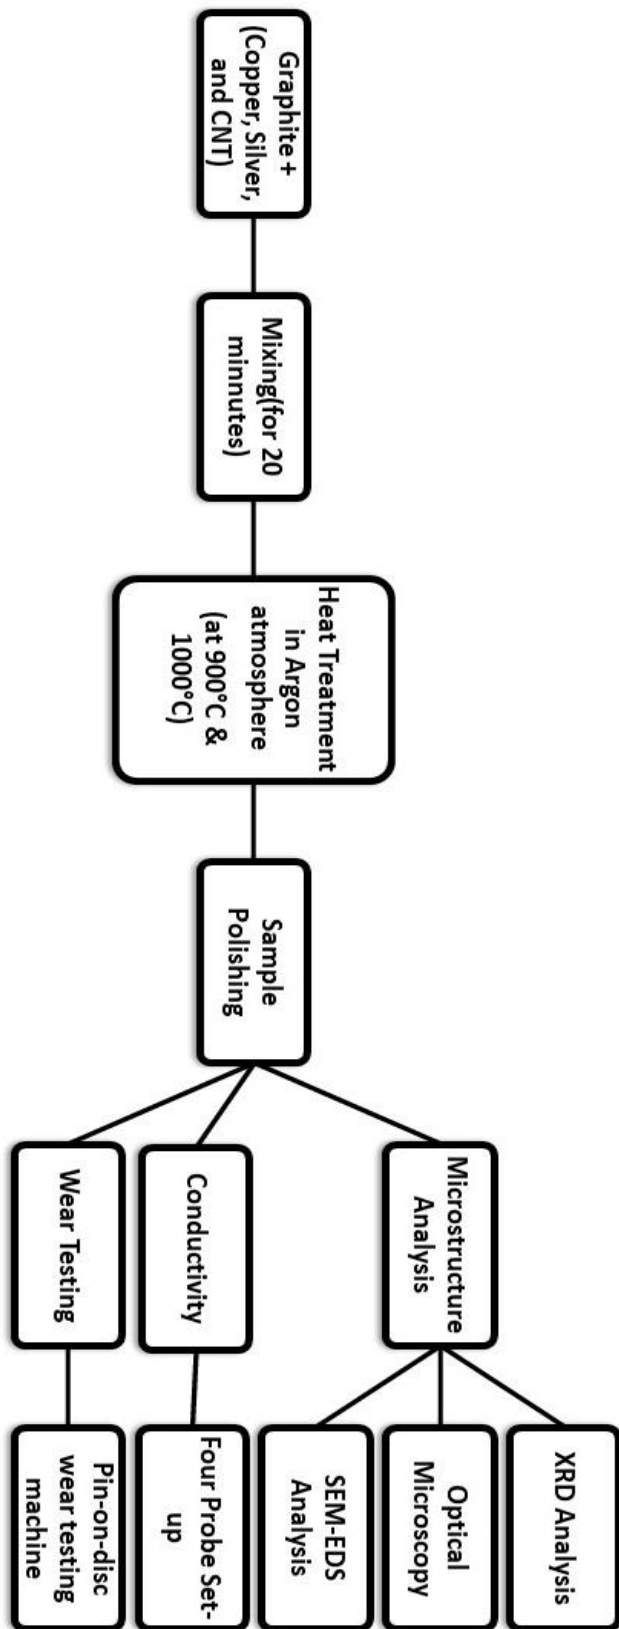 Graphite +
(Copper, Silver,
and CNT)
Mixing(for 20
minnutes)
Heat Treatment
in Argon
atmosphere
(at 900°C &
1000°C)
Sample
Polishing
Microstructure
Analysis
XRD Analysis
Optical
Microscopy
SEM-EDS
Analysis
Conductivity
Four Probe Set-
up
Wear Testing
Pin-on-disc
wear testing
machine